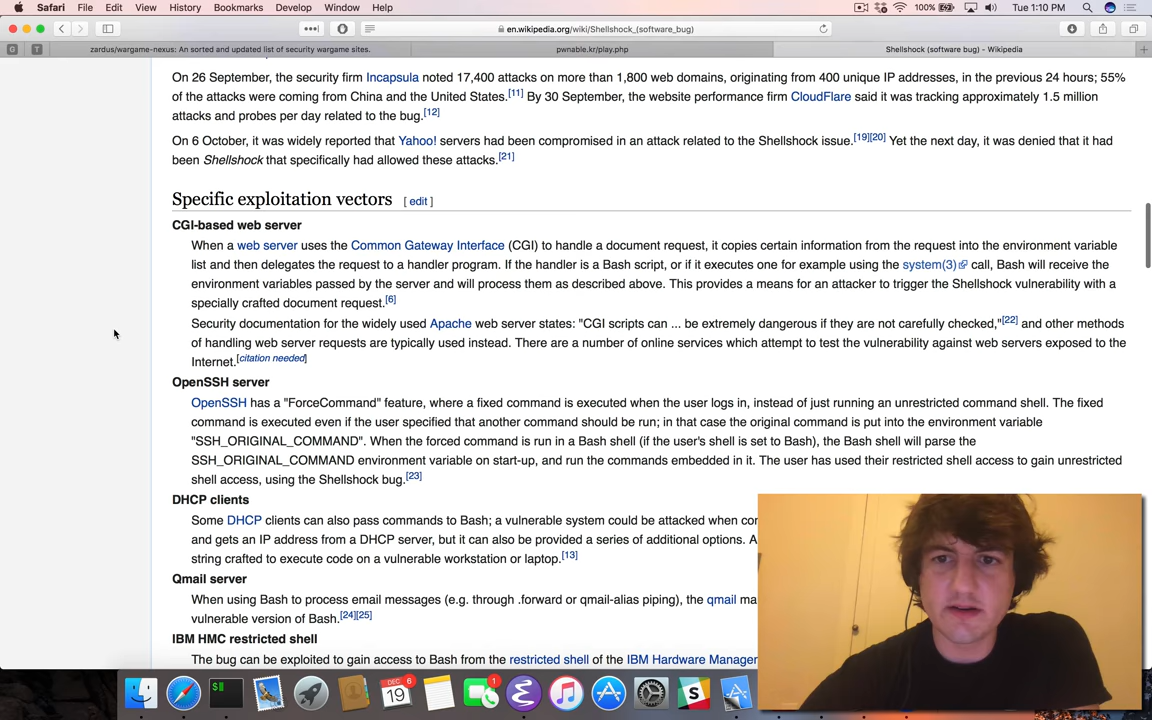 Safari File Edit View History Bookmarks Develop Window Help 100% Tue 1:10 PM
en.wikipedia.org/wiki/Shellshock_(software_bug)
G T zardus/wargame-nexus: An sorted and updated list of security wargame sites. pwnable.kr/play.php Shellshock (software bug) - Wikipedia
On 26 September, the security firm Incapsula noted 17,400 attacks on more than 1,800 web domains, originating from 400 unique IP addresses, in the previous 24 hours; 55%
of the attacks were coming from China and the United States.[11] By 30 September, the website performance firm CloudFlare said it was tracking approximately 1.5 million
attacks and probes per day related to the bug.[12]
On 6 October, it was widely reported that Yahoo! servers had been compromised in an attack related to the Shellshock issue.[19][20] Yet the next day, it was denied that it had
been Shellshock that specifically had allowed these attacks.[21]
Specific exploitation vectors [ edit ]
CGI-based web server
When a web server uses the Common Gateway Interface (CGI) to handle a document request, it copies certain information from the request into the environment variable
list and then delegates the request to a handler program. If the handler is a Bash script, or if it executes one for example using the system(3) call, Bash will receive the
environment variables passed by the server and will process them as described above. This provides a means for an attacker to trigger the Shellshock vulnerability with a
specially crafted document request.[6]
Security documentation for the widely used Apache web server states: "CGI scripts can ... be extremely dangerous if they are not carefully checked,"[22] and other methods
of handling web server requests are typically used instead. There are a number of online services which attempt to test the vulnerability against web servers exposed to the
Internet.[citation needed]
OpenSSH server
OpenSSH has a "ForceCommand" feature, where a fixed command is executed when the user logs in, instead of just running an unrestricted command shell. The fixed
command is executed even if the user specified that another command should be run; in that case the original command is put into the environment variable
"SSH_ORIGINAL_COMMAND". When the forced command is run in a Bash shell (if the user's shell is set to Bash), the Bash shell will parse the
SSH_ORIGINAL_COMMAND environment variable on start-up, and run the commands embedded in it. The user has used their restricted shell access to gain unrestricted
shell access, using the Shellshock bug.[23]
DHCP clients
Some DHCP clients can also pass commands to Bash; a vulnerable system could be attacked when con
and gets an IP address from a DHCP server, but it can also be provided a series of additional options. A
string crafted to execute code on a vulnerable workstation or laptop.[13]
Qmail server
When using Bash to process email messages (e.g. through .forward or qmail-alias piping), the qmail ma
vulnerable version of Bash.[24][25]
IBM HMC restricted shell
The bug can be exploited to gain access to Bash from the restricted shell of the IBM Hardware Manager
DEC 6
19 1
$